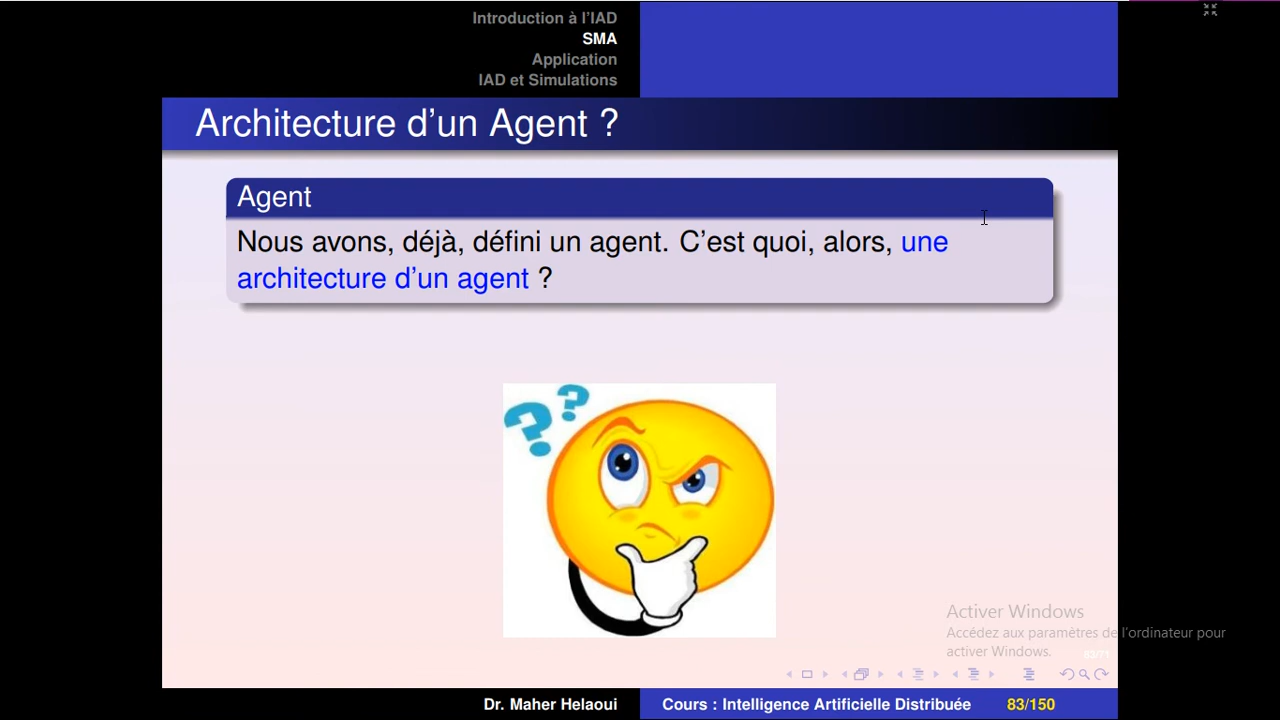 Introduction à l'IAD
SMA
Application
IAD et Simulations
Architecture d'un Agent ?
Agent
Nous avons, déjà, défini un agent. C'est quoi, alors, une
architecture d'un agent ?
? ?
Activer Windows
Accédez aux paramètres de l'ordinateur pour
activer Windows.
Dr. Maher Helaoui
Cours : Intelligence Artificielle Distribuée
83/150